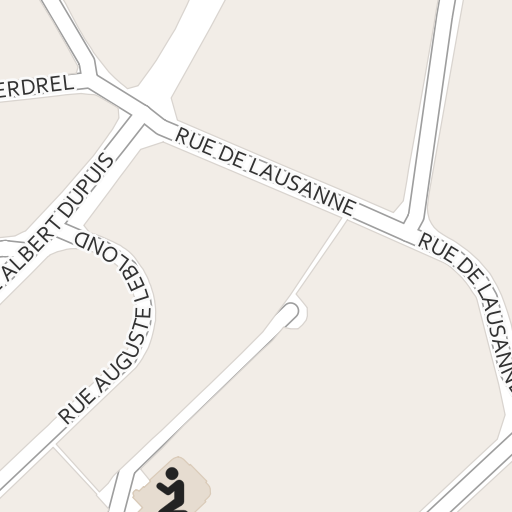 ERDREL
RUE DE LAUSANNE
ALBERT DUPUIS
RUE DE LAUSANNE
RUE AUGUSTE LEBLOND